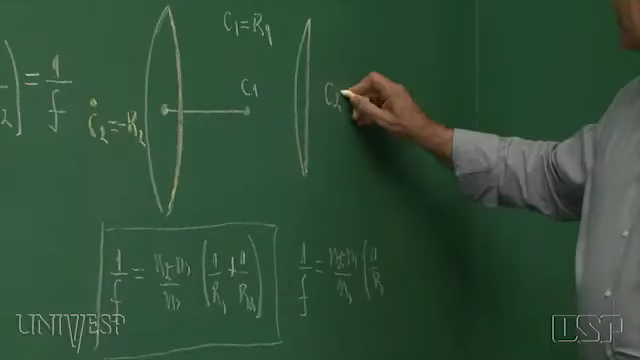 C₁=R₁
₂] = 1/f
C₂=-R₂
C₁
C₂
1/f = n₂-n₁/n₁ (1/R₁ + 1/R
1/f = n₂-n₁/n₁ (1/R₁
UNIVESP
USP